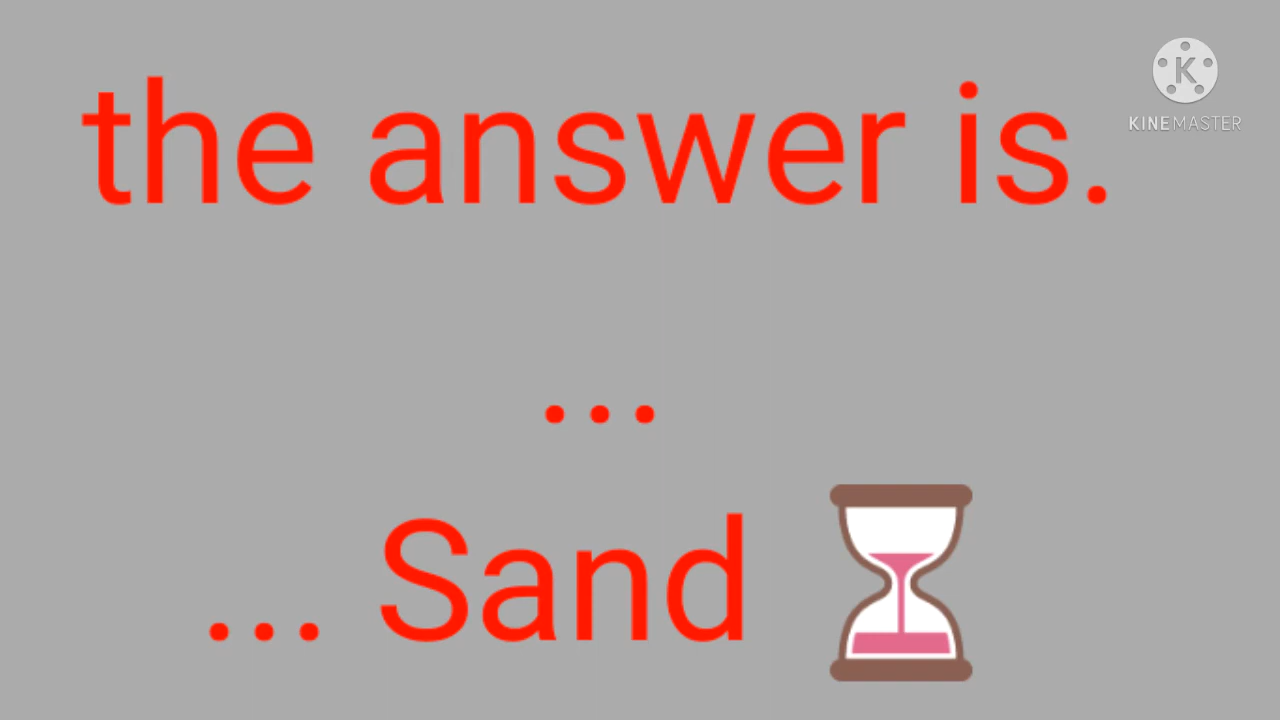 the answer is.
K
KINEMASTER
...
... Sand